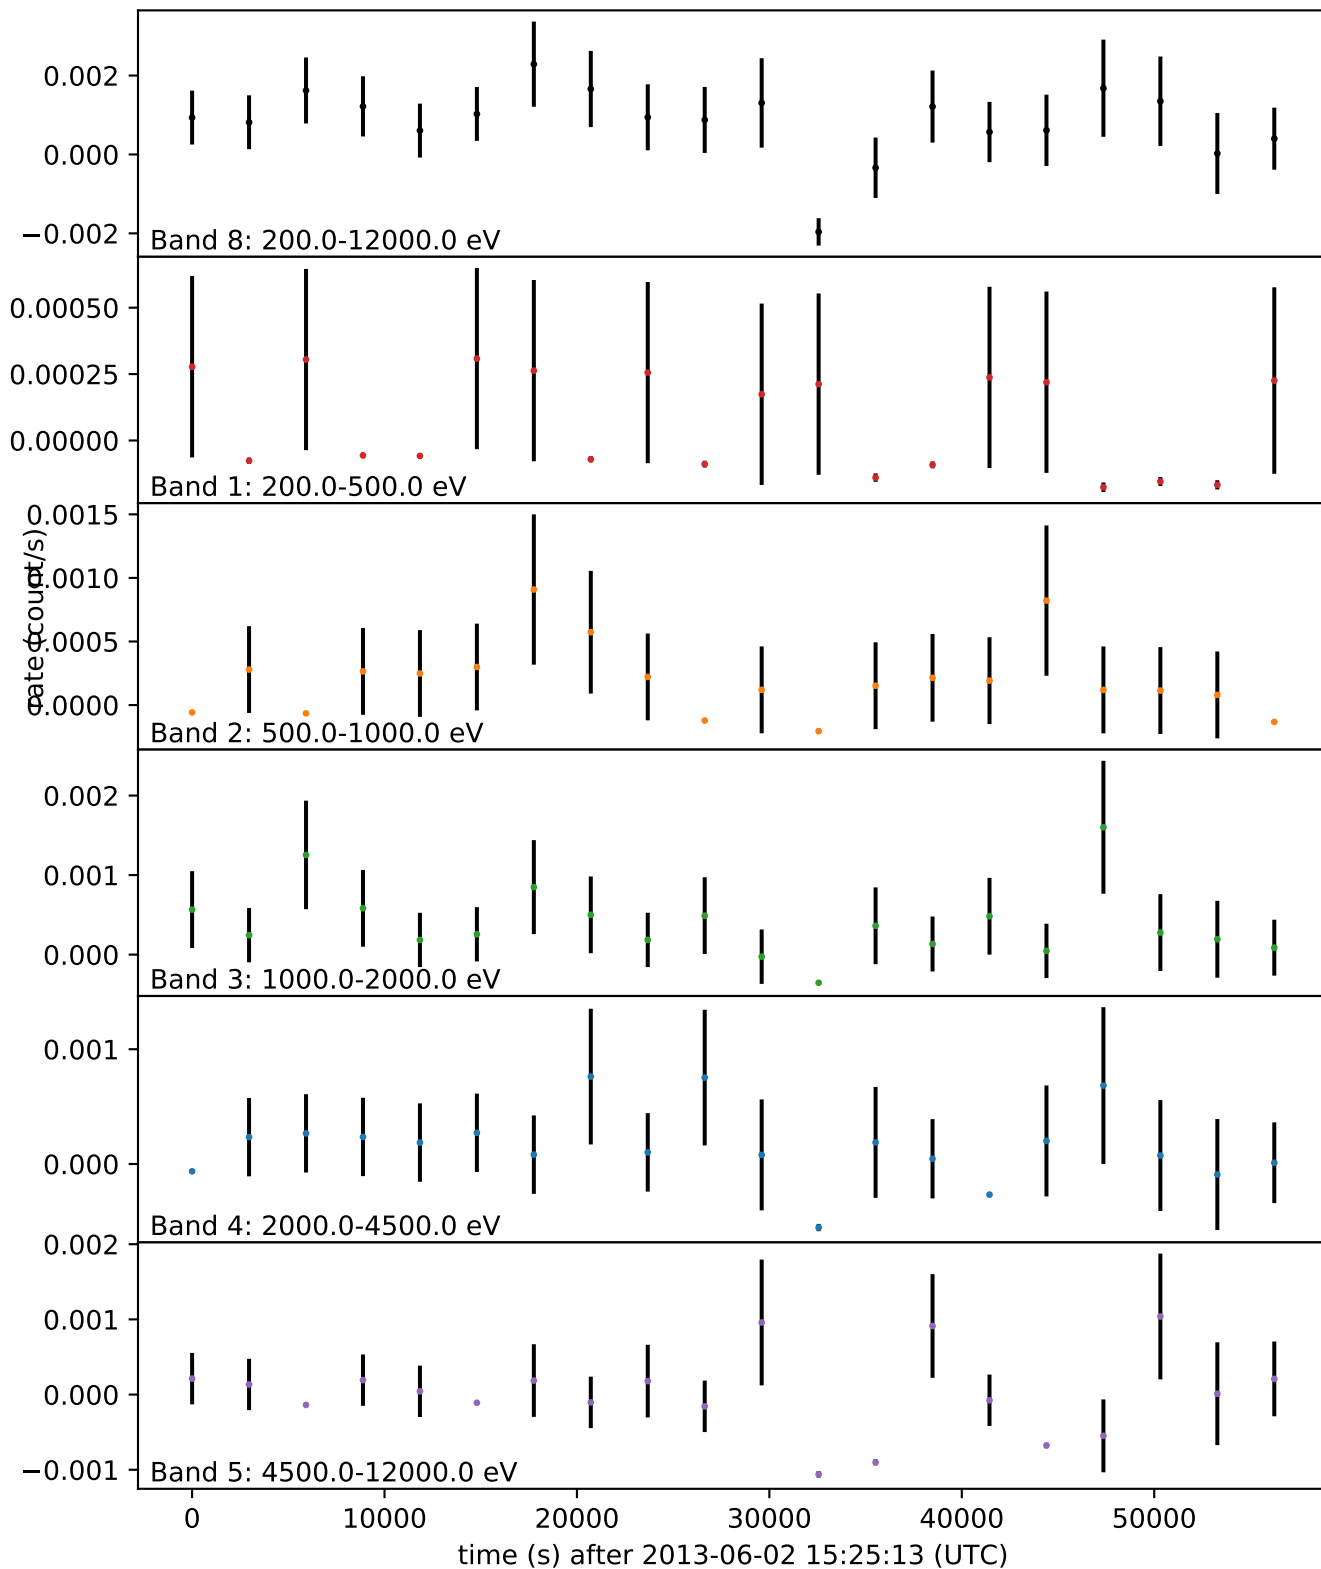 0.002
0.000
−0.002
Band 8: 200.0-12000.0 eV
0.00050
0.00025
0.00000
Band 1: 200.0-500.0 eV
rate (count/s)
0.0015
0.0010
0.0005
0.0000
Band 2: 500.0-1000.0 eV
0.002
0.001
0.000
Band 3: 1000.0-2000.0 eV
0.001
0.000
Band 4: 2000.0-4500.0 eV
0.002
0.001
0.000
−0.001
Band 5: 4500.0-12000.0 eV
0 10000 20000 30000 40000 50000
time (s) after 2013-06-02 15:25:13 (UTC)